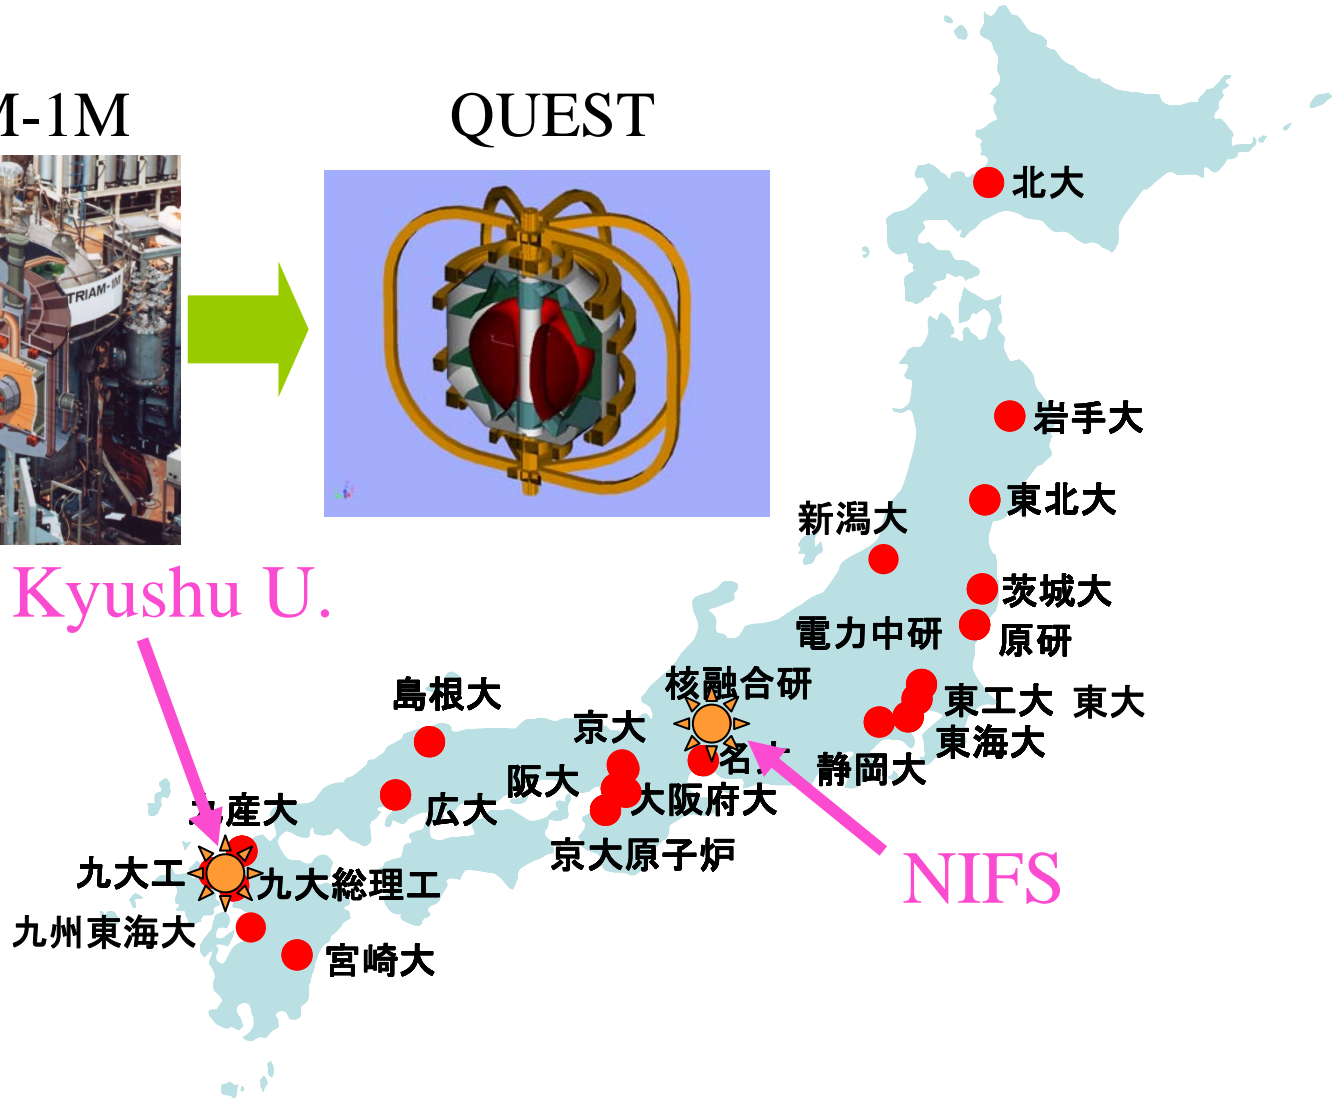 M-1M
QUEST
TRIAM-1M
北大
岩手大
東北大
新潟大
茨城大
電力中研
原研
核融合研
島根大
東工大 東大
京大
東海大
名大
静岡大
阪大
大阪府大
九産大
広大
京大原子炉
九大工
九大総理工
九州東海大
宮崎大
Kyushu U.
NIFS